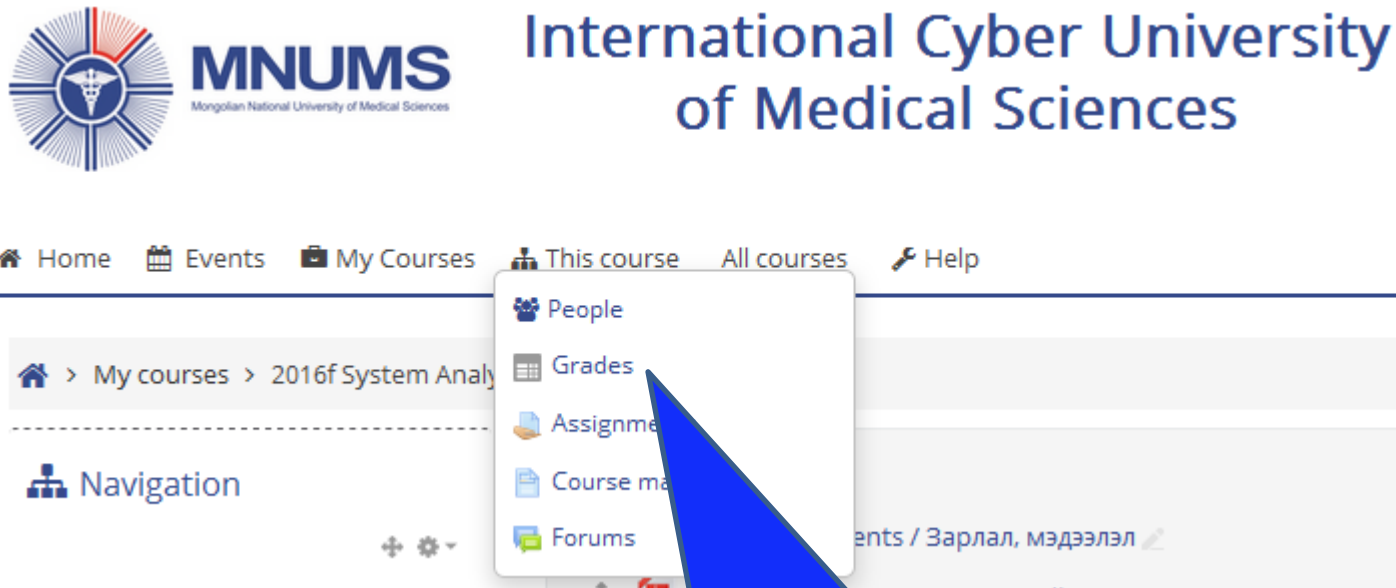 MNUMS
Mongolian National University of Medical Sciences
International Cyber University
of Medical Sciences
Home Events My Courses This course All courses Help
People
Grades
Assignme
Course ma
Forums
> My courses > 2016f System Analy
Navigation
ents / Зарлал, мэдээлэл